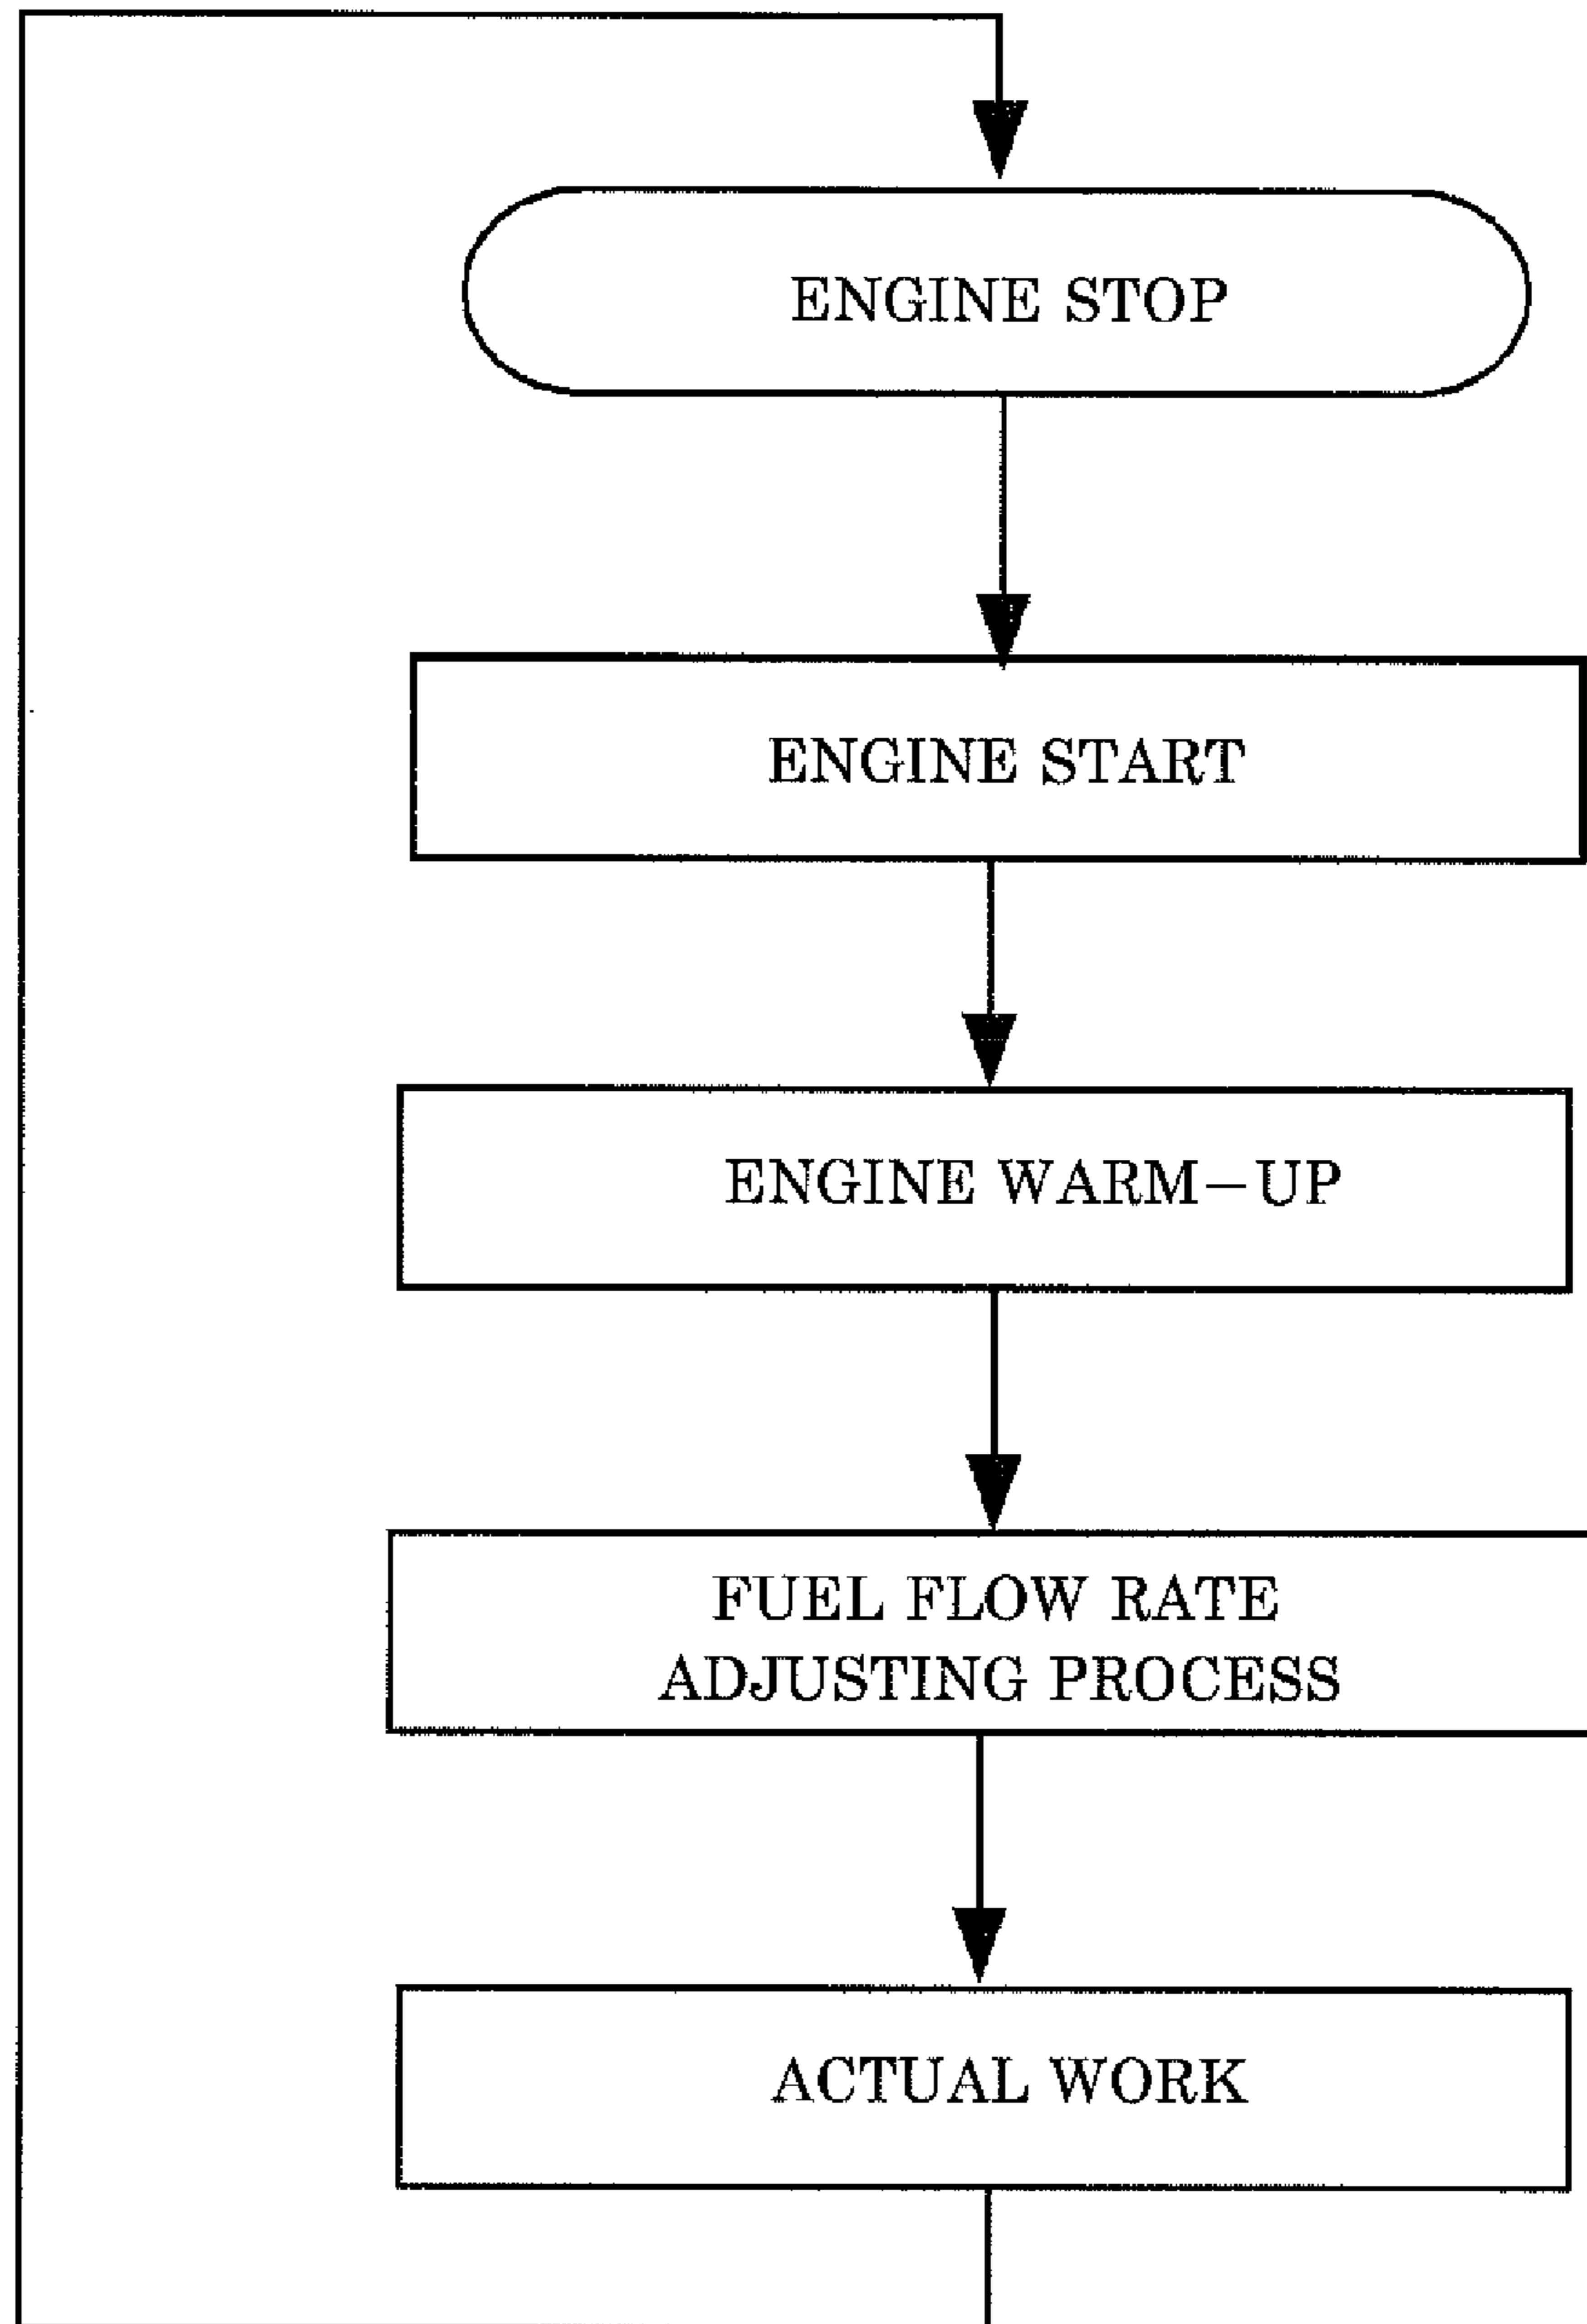 ENGINE STOP
ENGINE START
ENGINE WARM-UP
FUEL FLOW RATE
ADJUSTING PROCESS
ACTUAL WORK